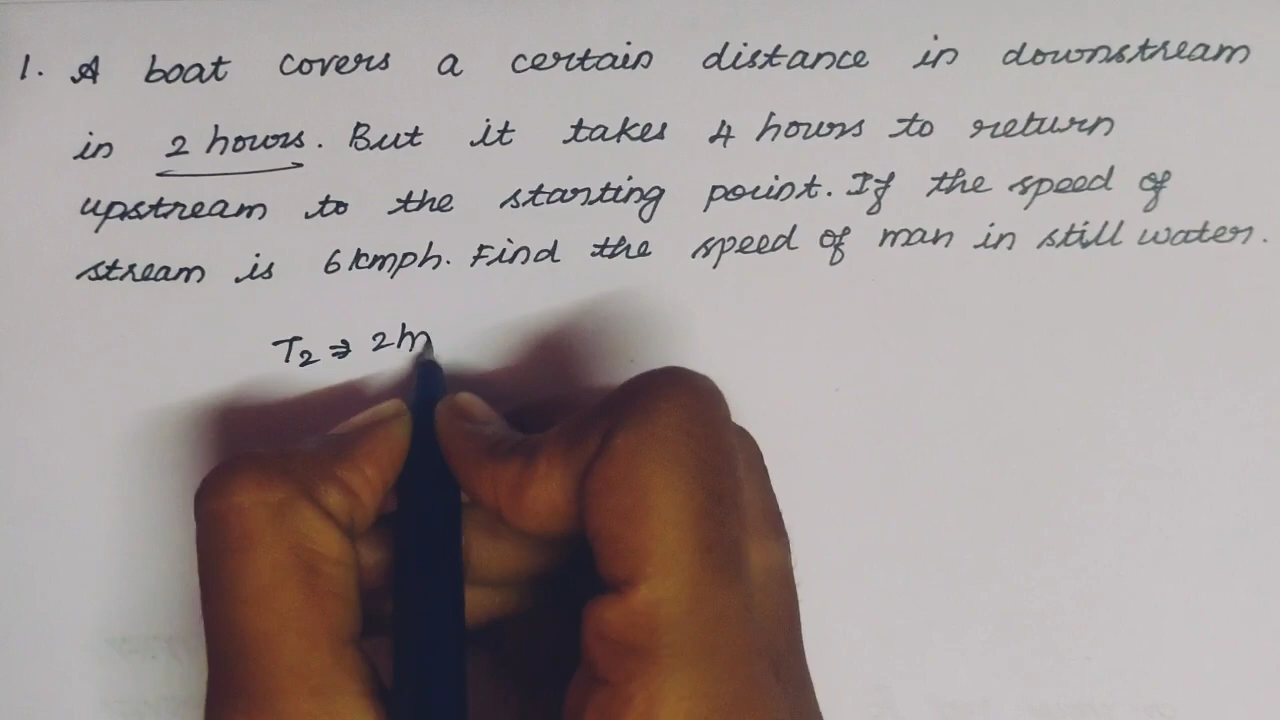 1. A boat covers a certain distance in downstream
in 2 hours. But it takes 4 hours to return
upstream to the starting point. If the speed of
stream is 6kmph. Find the speed of man in still water.
T2 ⇒ 2h